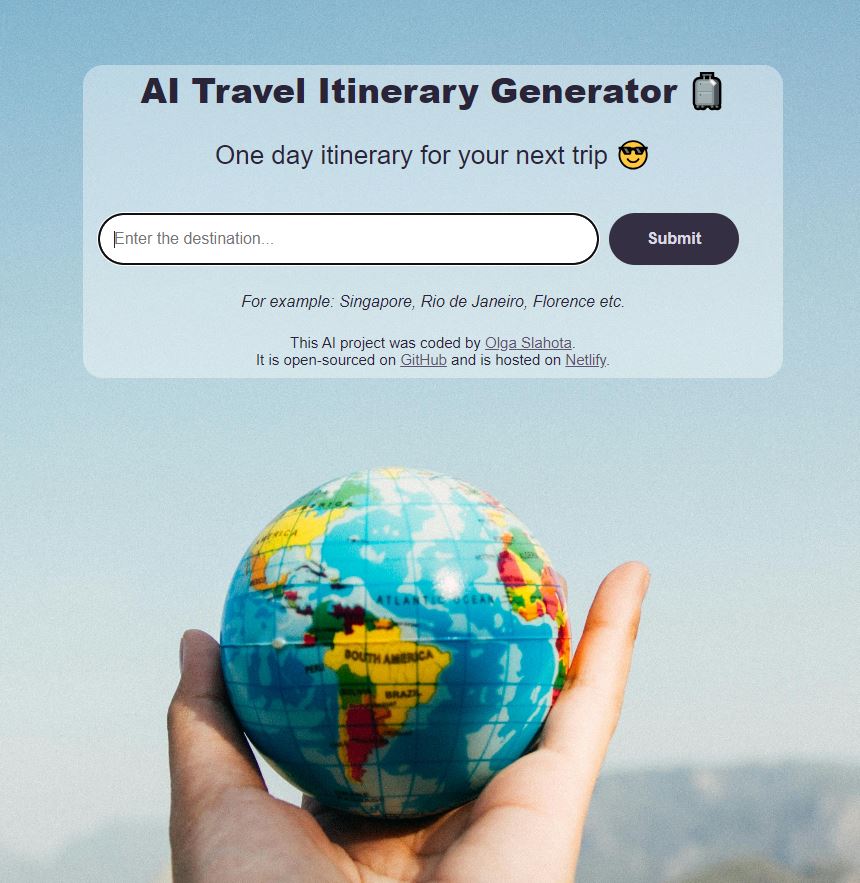 AI Travel Itinerary Generator 🧳
One day itinerary for your next trip 😎
Enter the destination...
Submit
For example: Singapore, Rio de Janeiro, Florence etc.
This AI project was coded by Olga Slahota.
It is open-sourced on GitHub and is hosted on Netlify.
AMERICA
MEXICO
ATLANTIC OCEAN
SOUTH AMERICA
PERU
BRAZIL